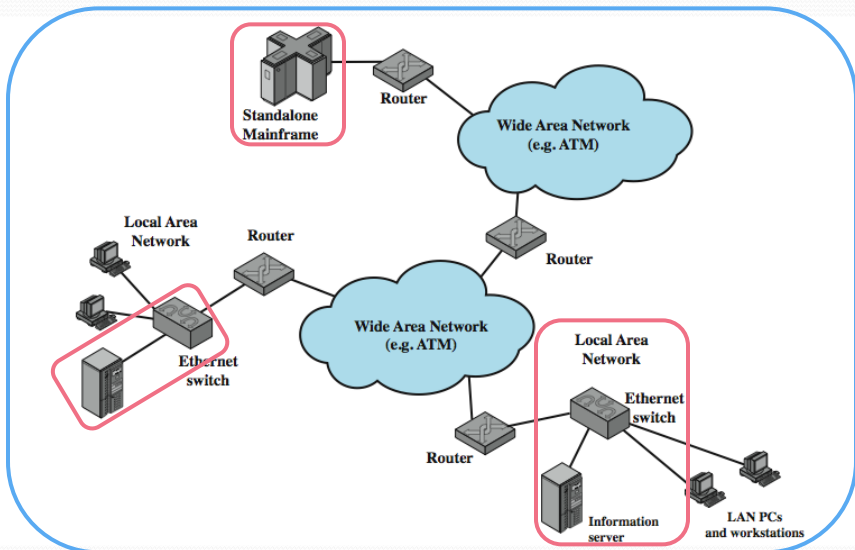 Standalone
Mainframe
Router
Wide Area Network
(e.g. ATM)
Local Area
Network
Router
Router
Wide Area Network
(e.g. ATM)
Ethernet
switch
Local Area
Network
Ethernet
switch
Router
Information
server
LAN PCs
and workstations